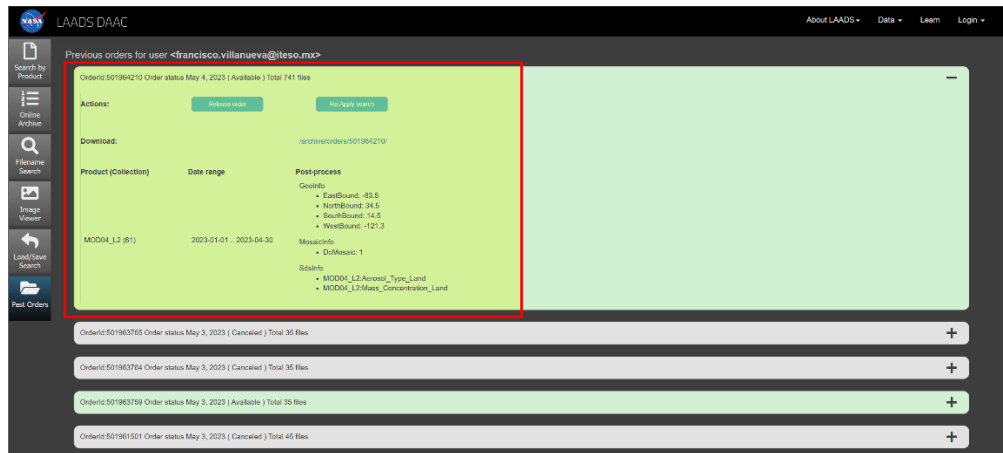 NASA
LAADS DAAC
About LAADS
Data
Learn
Login
Search by
Product
Online
Archive
Filename
Search
Image
Viewer
Load/Save
Search
Past Orders
Previous orders for user <francisco.villanueva@iteso.mx>
OrderId:501964210 Order status May 4, 2023 ( Available ) Total 741 files
Actions:
Release order
Re-Apply search
Download:
/archive/orders/501964210/
Product (Collection)
Date range
Post-process
GeoInfo
• EastBound: -83.5
• NorthBound: 34.5
• SouthBound: 14.5
• WestBound: -121.3
MOD04_L2 (61)
2023-01-01 .. 2023-04-30
MosaicInfo
• DoMosaic: 1
SdsInfo
• MOD04_L2:Aerosol_Type_Land
• MOD04_L2:Mass_Concentration_Land
OrderId:501963765 Order status May 3, 2023 ( Canceled ) Total 35 files
OrderId:501963764 Order status May 3, 2023 ( Canceled ) Total 35 files
OrderId:501963759 Order status May 3, 2023 ( Available ) Total 35 files
OrderId:501961501 Order status May 3, 2023 ( Canceled ) Total 45 files